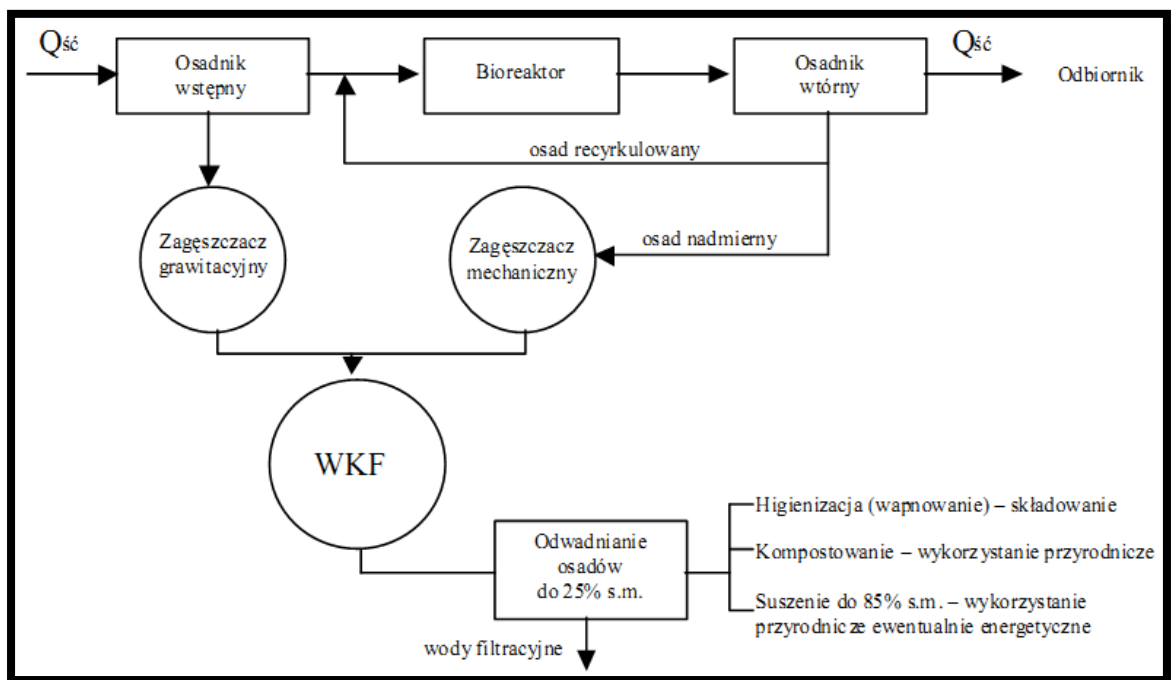 Qść
Osadnik
wstępny
Bioreaktor
Osadnik
wtórny
Qść
Odbiornik
osad recyrkulowany
Zagęszczacz
grawitacyjny
Zagęszczacz
mechaniczny
osad nadmierny
WKF
Odwadnianie
osadów
do 25% s.m.
wody filtracyjne
Higienizacja (wapnowanie) – składowanie
Kompostowanie – wykorzystanie przyrodnicze
Suszenie do 85% s.m. – wykorzystanie
przyrodnicze ewentualnie energetyczne